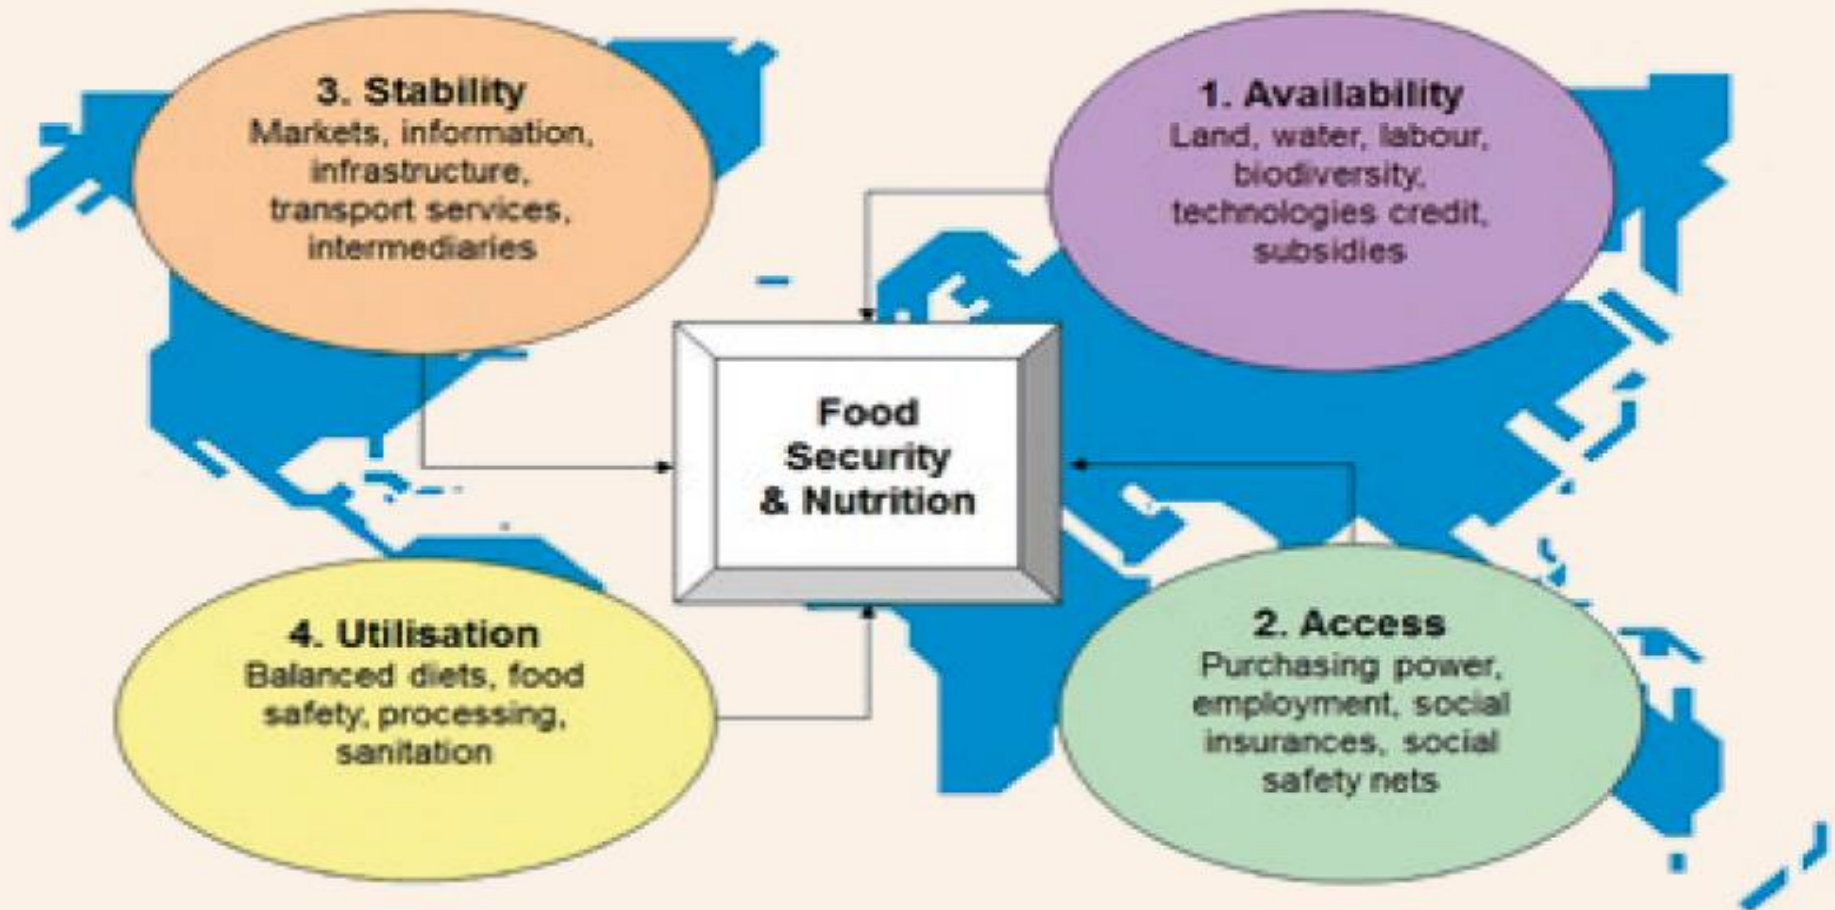 3. Stability
Markets, information,
infrastructure,
transport services,
intermediaries
1. Availability
Land, water, labour,
biodiversity,
technologies credit,
subsidies
Food
Security
& Nutrition
4. Utilisation
Balanced diets, food
safety, processing,
sanitation
2. Access
Purchasing power,
employment, social
insurances, social
safety nets